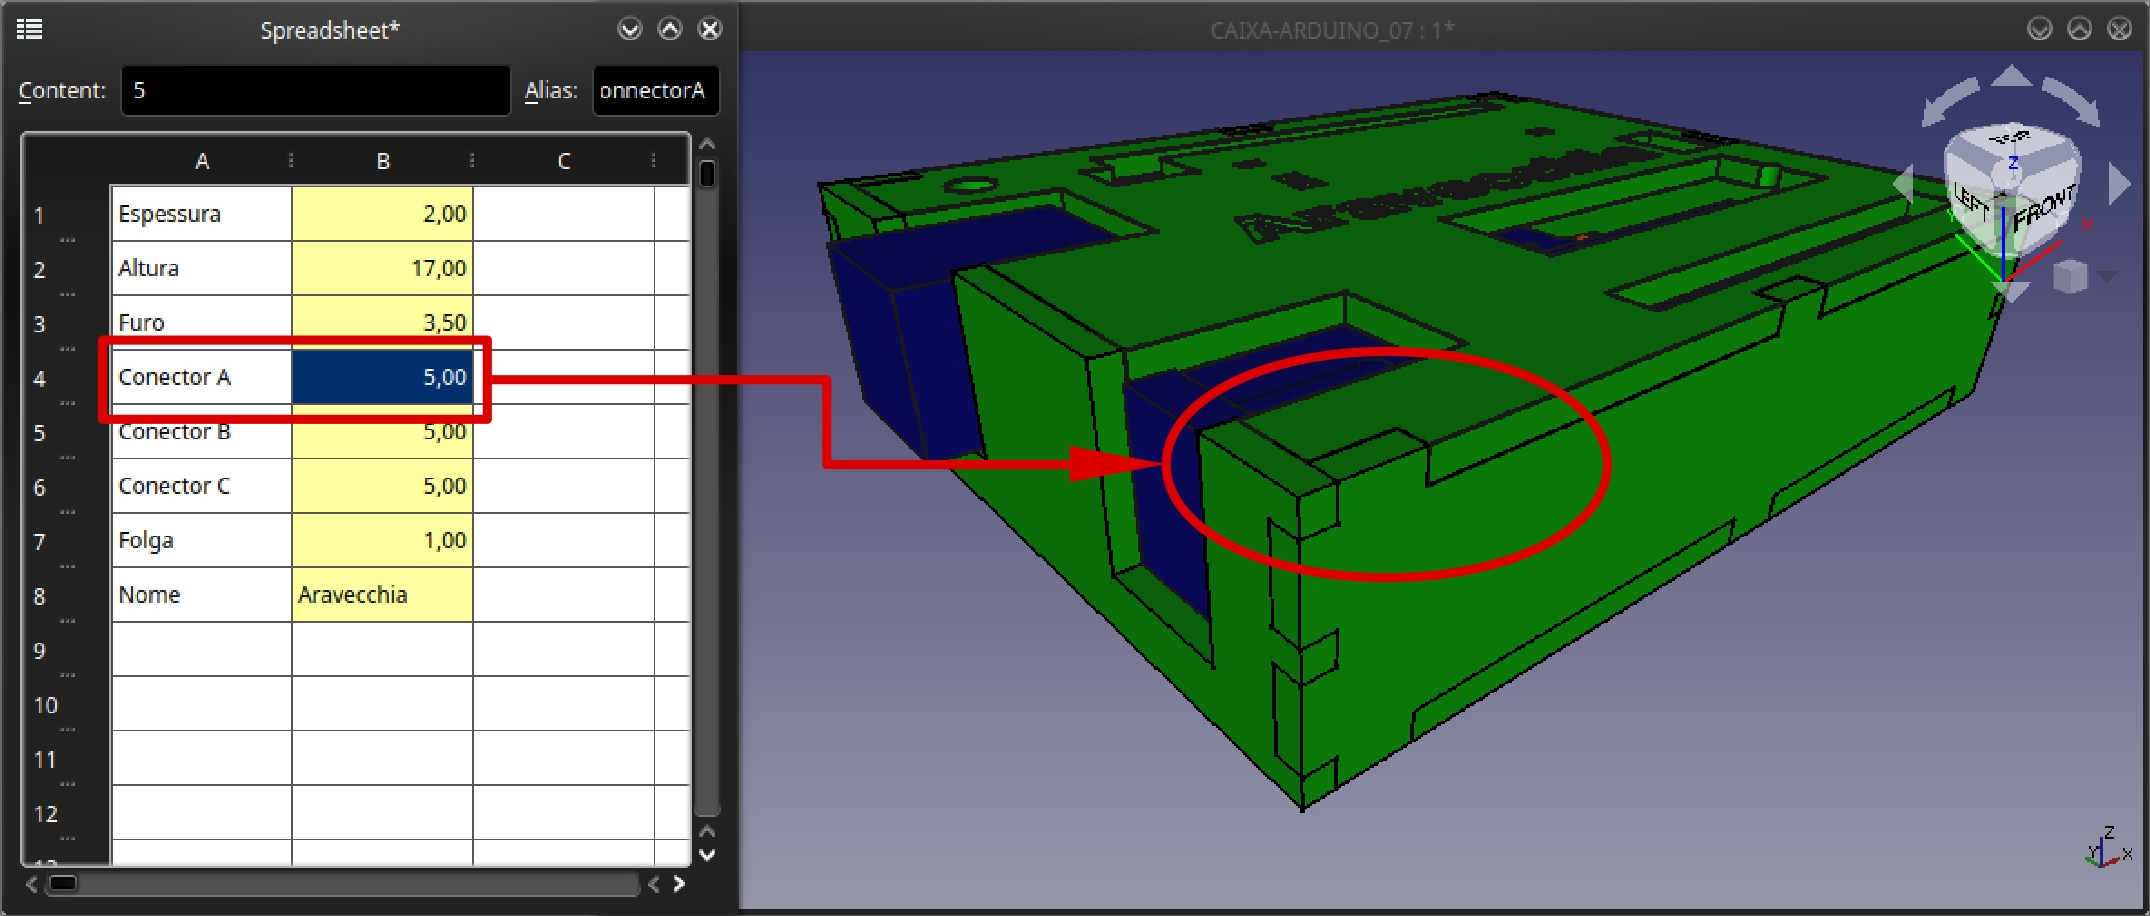 Spreadsheet*
CAIXA-ARDUINO_07 : 1*
Content: 5 Alias: onnectorA
A B C
1 Espessura 2,00
2 Altura 17,00
3 Furo 3,50
4 Conector A 5,00
5 Conector B 5,00
6 Conector C 5,00
7 Folga 1,00
8 Nome Aravecchia
9
10
11
12
Aravecchia
Z
LEFT FRONT
X
Z
Y X